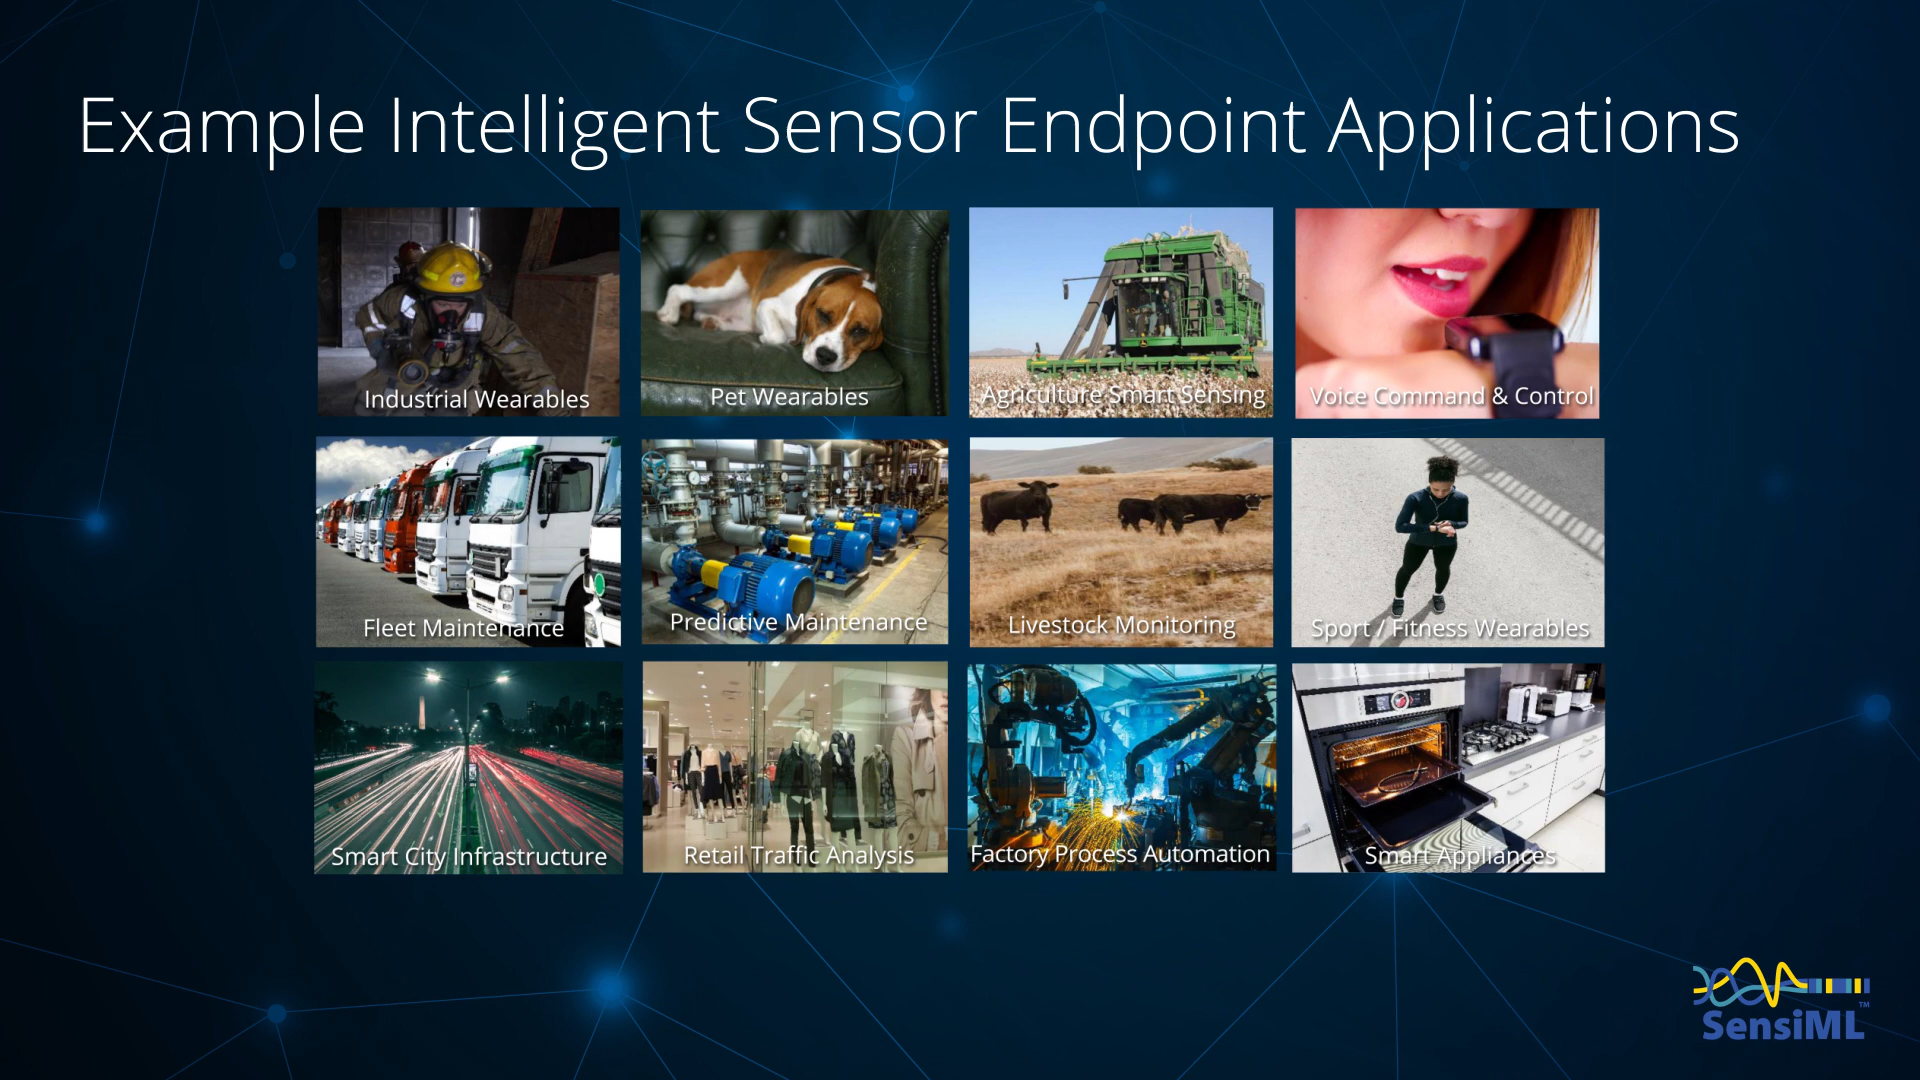 Example Intelligent Sensor Endpoint Applications
Industrial Wearables
Pet Wearables
Agriculture Smart Sensing
Voice Command & Control
Fleet Maintenance
Predictive Maintenance
Livestock Monitoring
Sport / Fitness Wearables
Smart City Infrastructure
Retail Traffic Analysis
Factory Process Automation
Smart Appliances
TM
SensiML